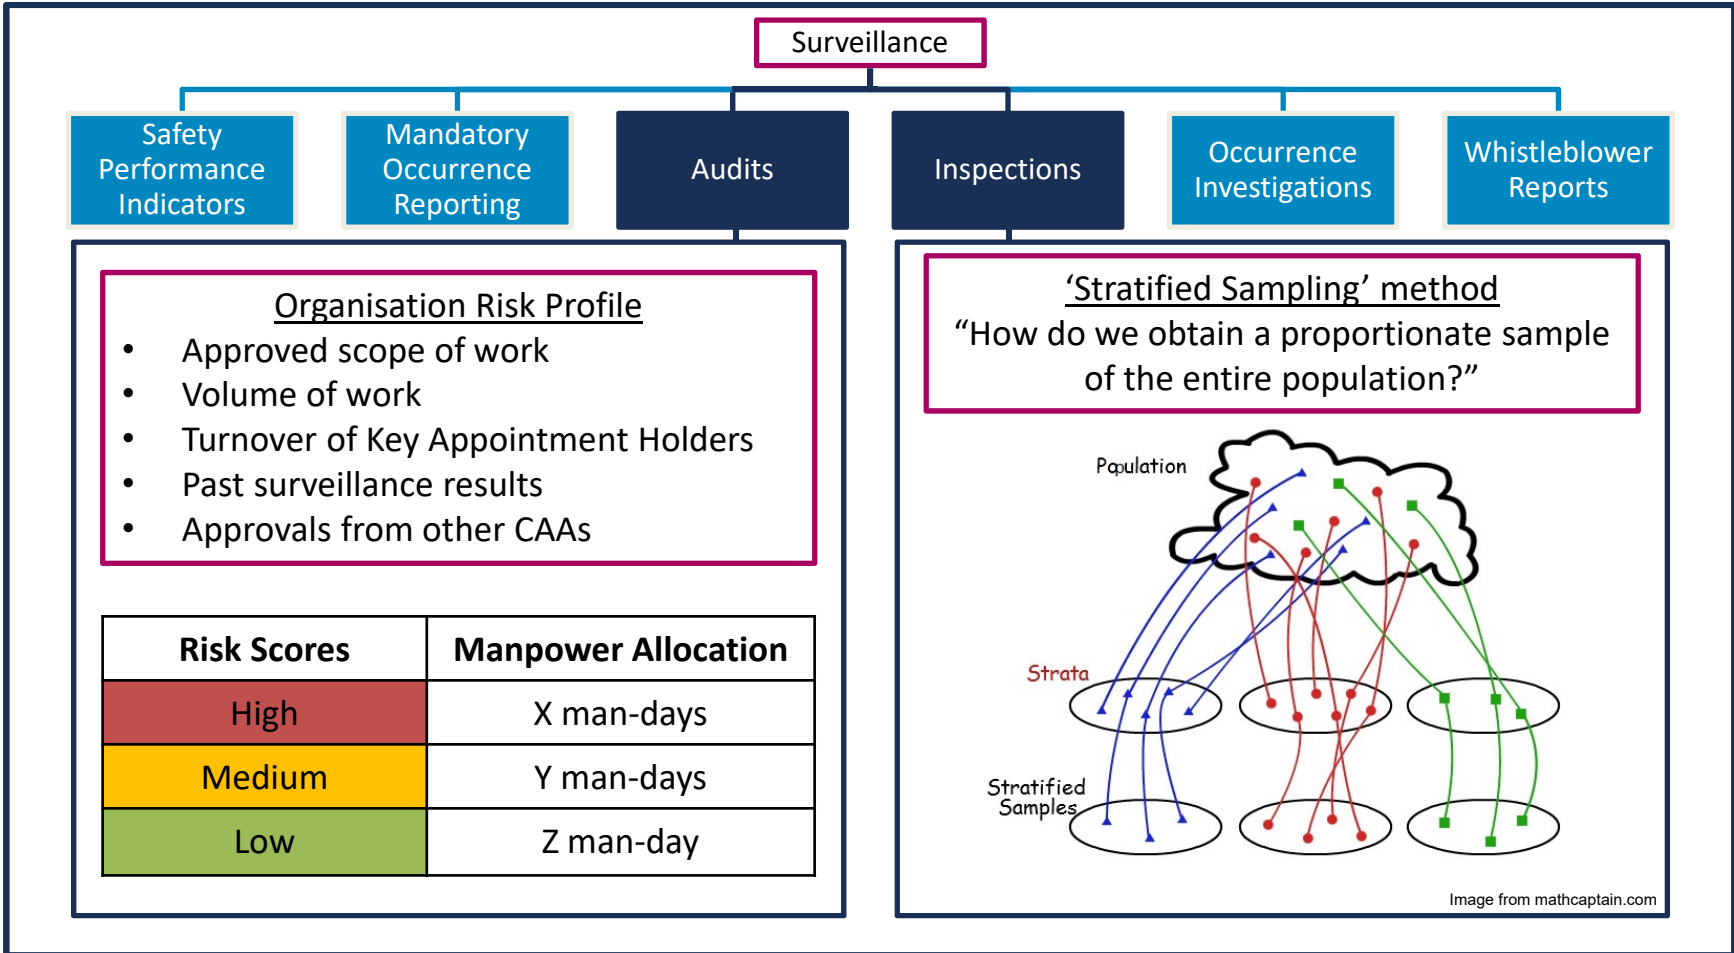 Surveillance
Safety
Performance
Indicators
Mandatory
Occurrence
Reporting
Audits
Inspections
Occurrence
Investigations
Whistleblower
Reports
Organisation Risk Profile
• Approved scope of work
• Volume of work
• Turnover of Key Appointment Holders
• Past surveillance results
• Approvals from other CAAs
Risk Scores Manpower Allocation
High X man-days
Medium Y man-days
Low Z man-day
‘Stratified Sampling’ method
“How do we obtain a proportionate sample
of the entire population?”
Population
Strata
Stratified
Samples
Image from mathcaptain.com